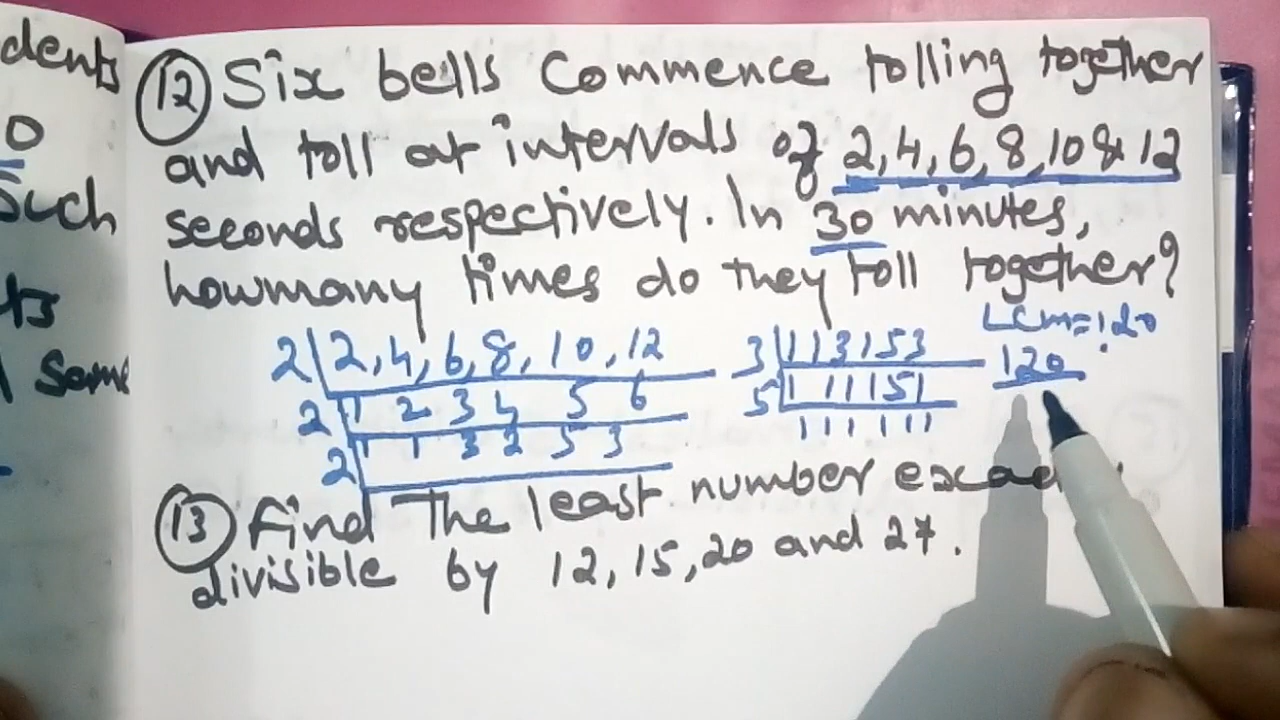 dents
0
Such
ts
Same
12 Six bells Commence tolling together
and toll at intervals of 2, 4, 6, 8, 10 & 12
seconds respectively. In 30 minutes,
howmany times do they toll together?
LCM = 120
2 2, 4, 6, 8, 10, 12
2 1 2 3 4 5 6
2 1 1 3 2 5 3
3 1 1 3 1 5 3
5 1 1 1 1 5 1
1 1 1 1 1 1
120
13 Find The least number
divisible by 12, 15, 20 and 27.